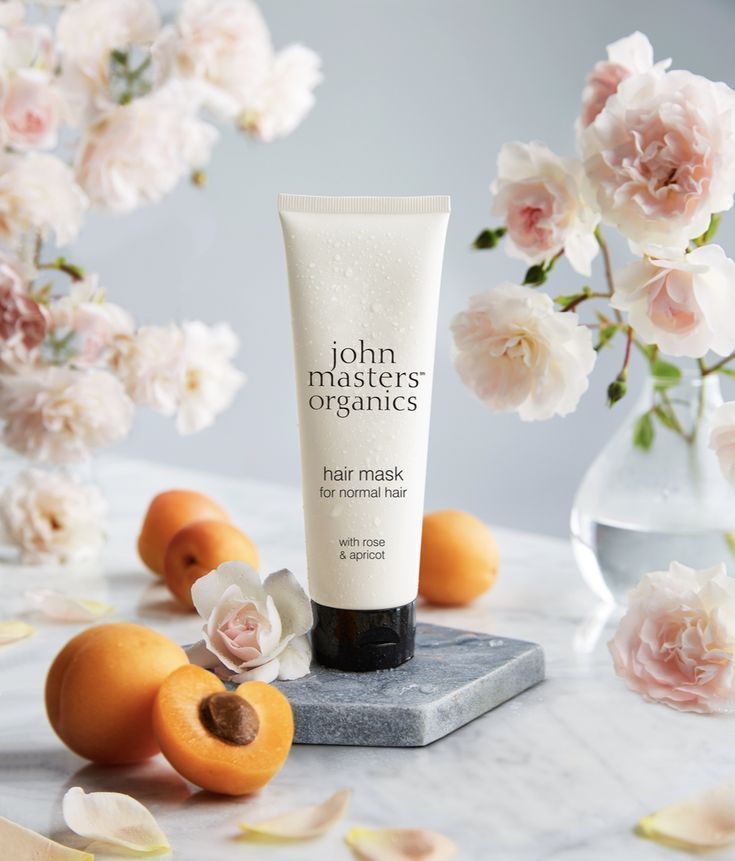 john
masters™
organics
hair mask
for normal hair
with rose
& apricot